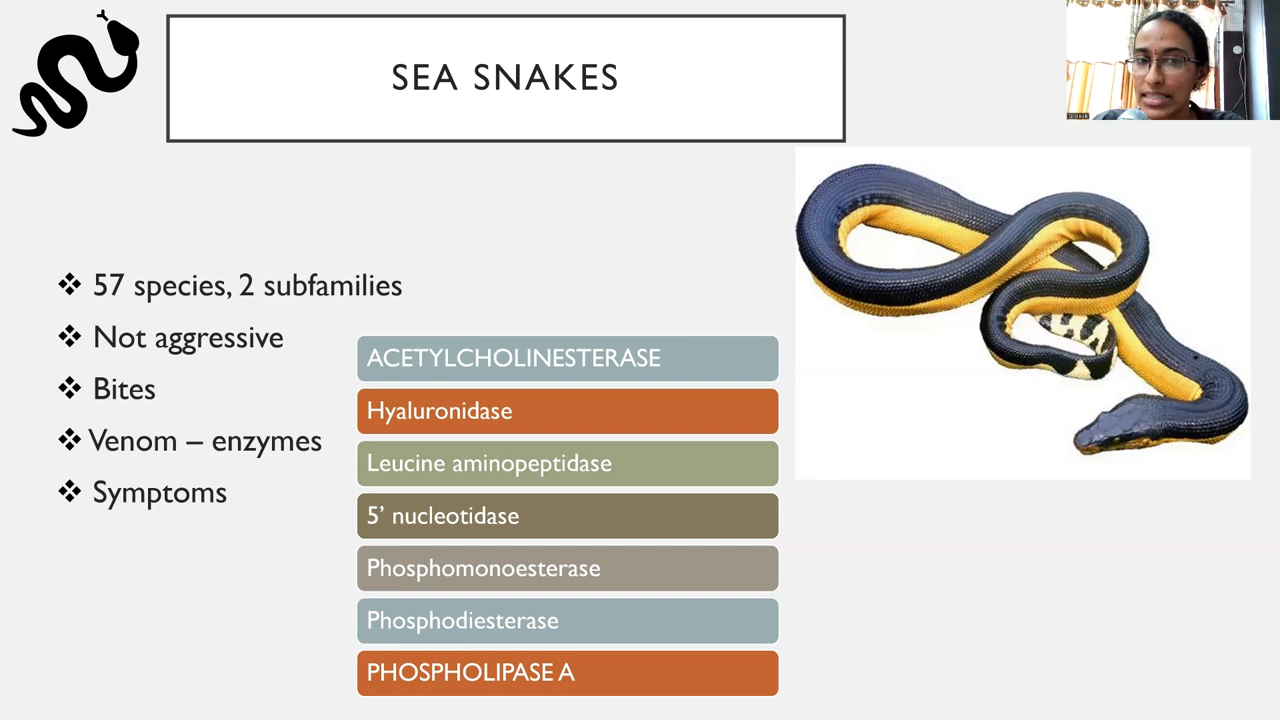 SEA SNAKES
❖ 57 species, 2 subfamilies
❖ Not aggressive
❖ Bites
❖ Venom – enzymes
❖ Symptoms
ACETYLCHOLINESTERASE
Hyaluronidase
Leucine aminopeptidase
5’ nucleotidase
Phosphomonoesterase
Phosphodiesterase
PHOSPHOLIPASE A